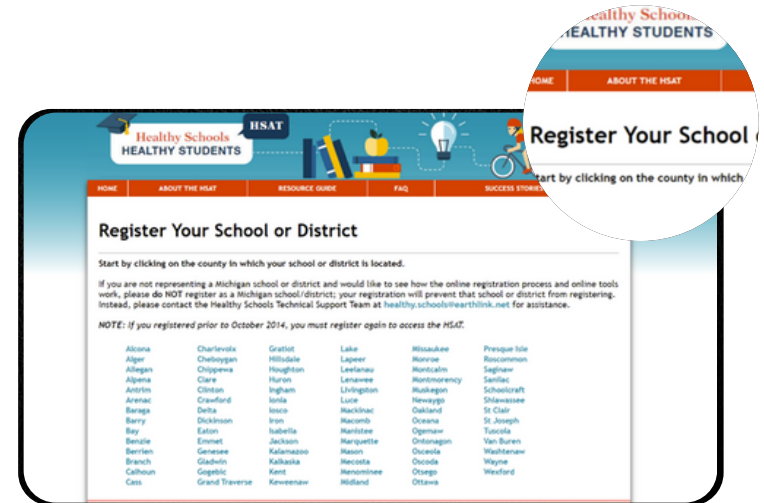 Healthy Schools
HEALTHY STUDENTS
HSAT
HOME ABOUT THE HSAT RESOURCE GUIDE FAQ SUCCESS STORIES
Register Your School or District
Start by clicking on the county in which your school or district is located.
If you are not representing a Michigan school or district and would like to see how the online registration process and online tools
work, please do NOT register as a Michigan school/district; your registration will prevent that school or district from registering.
Instead, please contact the Healthy Schools Technical Support Team at healthy.schools@earthlink.net for assistance.
NOTE: If you registered prior to October 2014, you must register again to access the HSAT.
Alcona Charlevoix Gratiot Lake Missaukee Presque Isle
Alger Cheboygan Hillsdale Lapeer Monroe Roscommon
Allegan Chippewa Houghton Leelanau Montcalm Saginaw
Alpena Clare Huron Lenawee Montmorency Sanilac
Antrim Clinton Ingham Livingston Muskegon Schoolcraft
Arenac Crawford Ionia Luce Newaygo Shiawassee
Baraga Delta Iosco Mackinac Oakland St Clair
Barry Dickinson Iron Macomb Oceana St Joseph
Bay Eaton Isabella Manistee Ogemaw Tuscola
Benzie Emmet Jackson Marquette Ontonagon Van Buren
Berrien Genesee Kalamazoo Mason Osceola Washtenaw
Branch Gladwin Kalkaska Mecosta Oscoda Wayne
Calhoun Gogebic Kent Menominee Otsego Wexford
Cass Grand Traverse Keweenaw Midland Ottawa
ealthy Schools
HEALTHY STUDENTS
HOME ABOUT THE HSAT
Register Your School
tart by clicking on the county in which